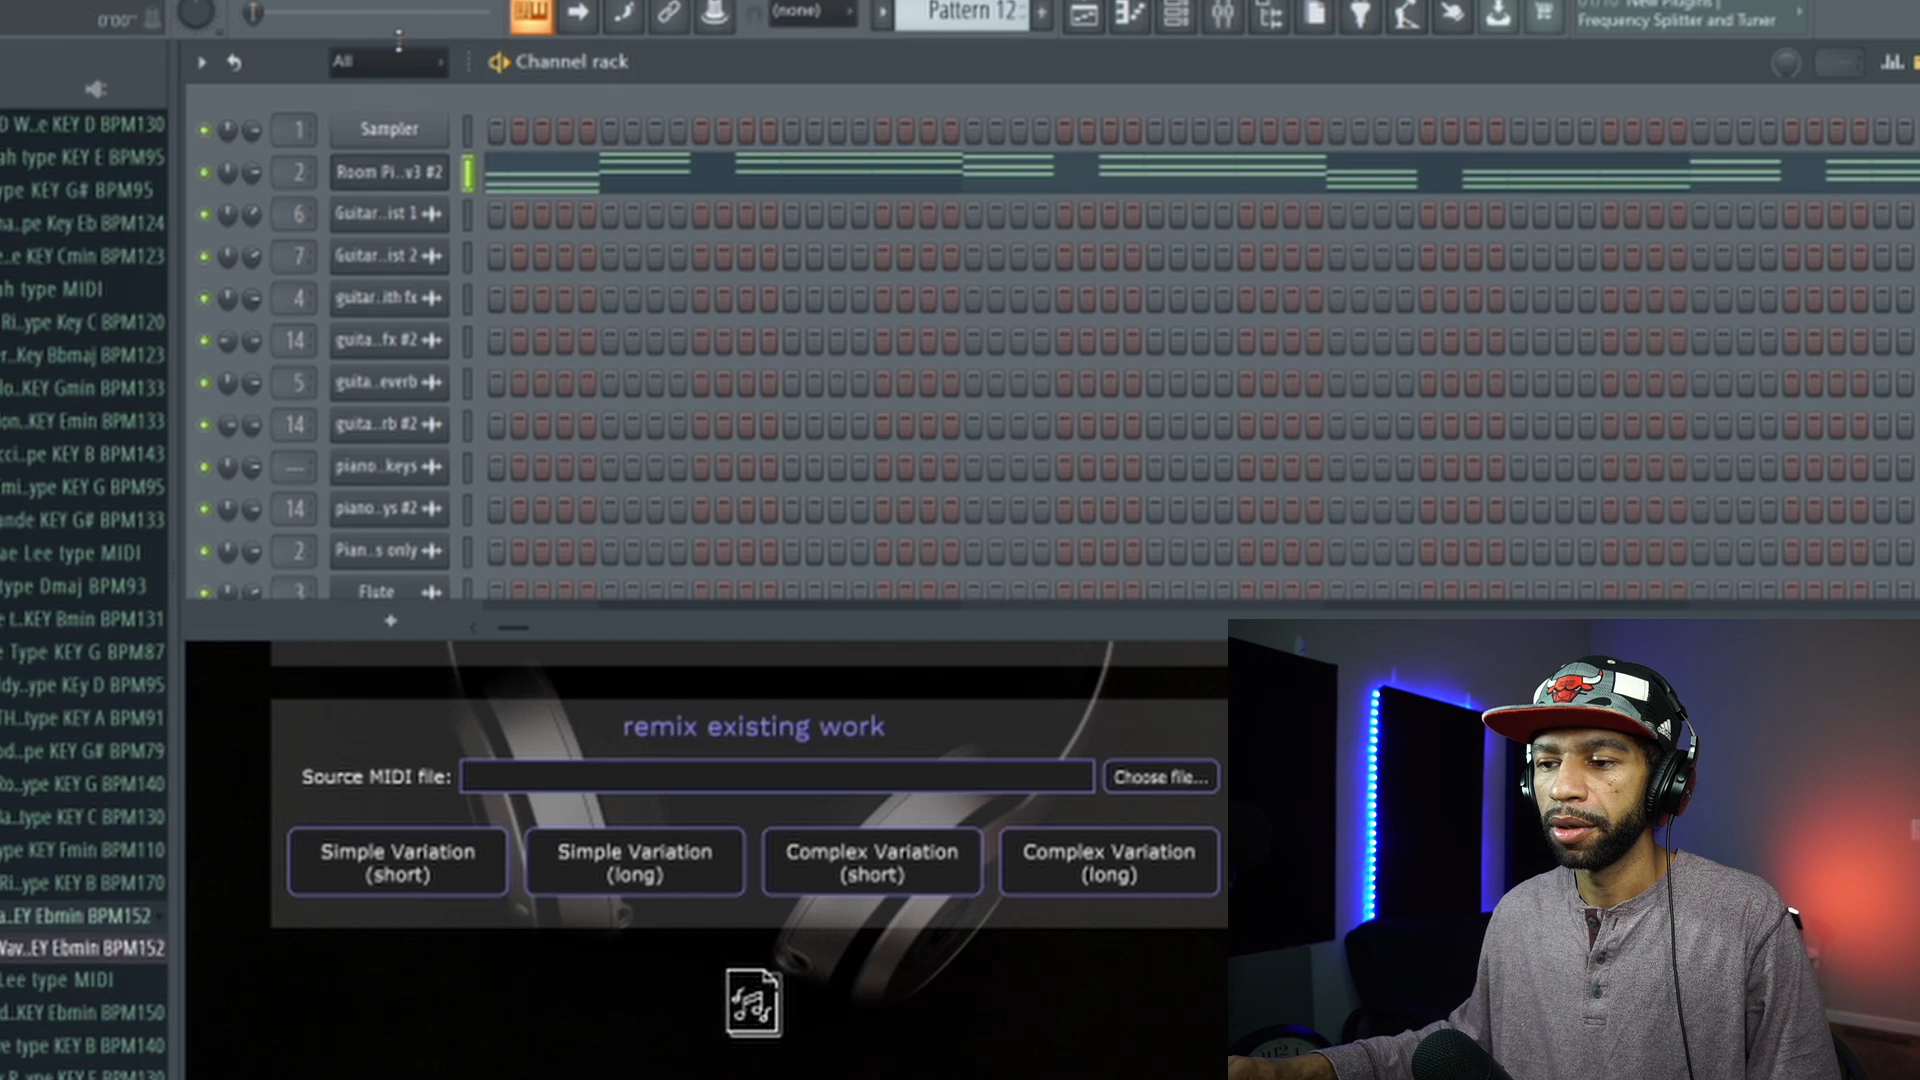 0'00"
(none)
Pattern 12
Frequency Splitter and Tuner
All
Channel rack
1 Sampler
2 Room Pi..v3 #2
6 Guitar..ist 1
7 Guitar..ist 2
4 guitar..ith fx
14 guita..fx #2
5 guita..everb
14 guita..rb #2
--- piano..keys
14 piano..ys #2
2 Pian..s only
3 Flute
D W..e KEY D BPM130
ah type KEY E BPM95
ype KEY G# BPM95
na..pe Key Eb BPM124
e..e KEY Cmin BPM123
ah type MIDI
Ri..ype Key C BPM120
r..Key Bbmaj BPM123
lo..KEY Gmin BPM133
ion..KEY Emin BPM133
cci..pe KEY B BPM143
mi..ype KEY G BPM95
ande KEY G# BPM133
ae Lee type MIDI
type Dmaj BPM93
e t..KEY Bmin BPM131
e Type KEY G BPM87
ldy..ype KEy D BPM95
TH..type KEY A BPM91
od..pe KEY G# BPM79
Ro..ype KEY G BPM140
la..type KEY C BPM130
ype KEY Fmin BPM110
Ri..ype KEY B BPM170
a..EY Ebmin BPM152
Wav..EY Ebmin BPM152
Lee type MIDI
d..KEY Ebmin BPM150
ve type KEY B BPM140
remix existing work
Source MIDI file:
Choose file...
Simple Variation
(short)
Simple Variation
(long)
Complex Variation
(short)
Complex Variation
(long)